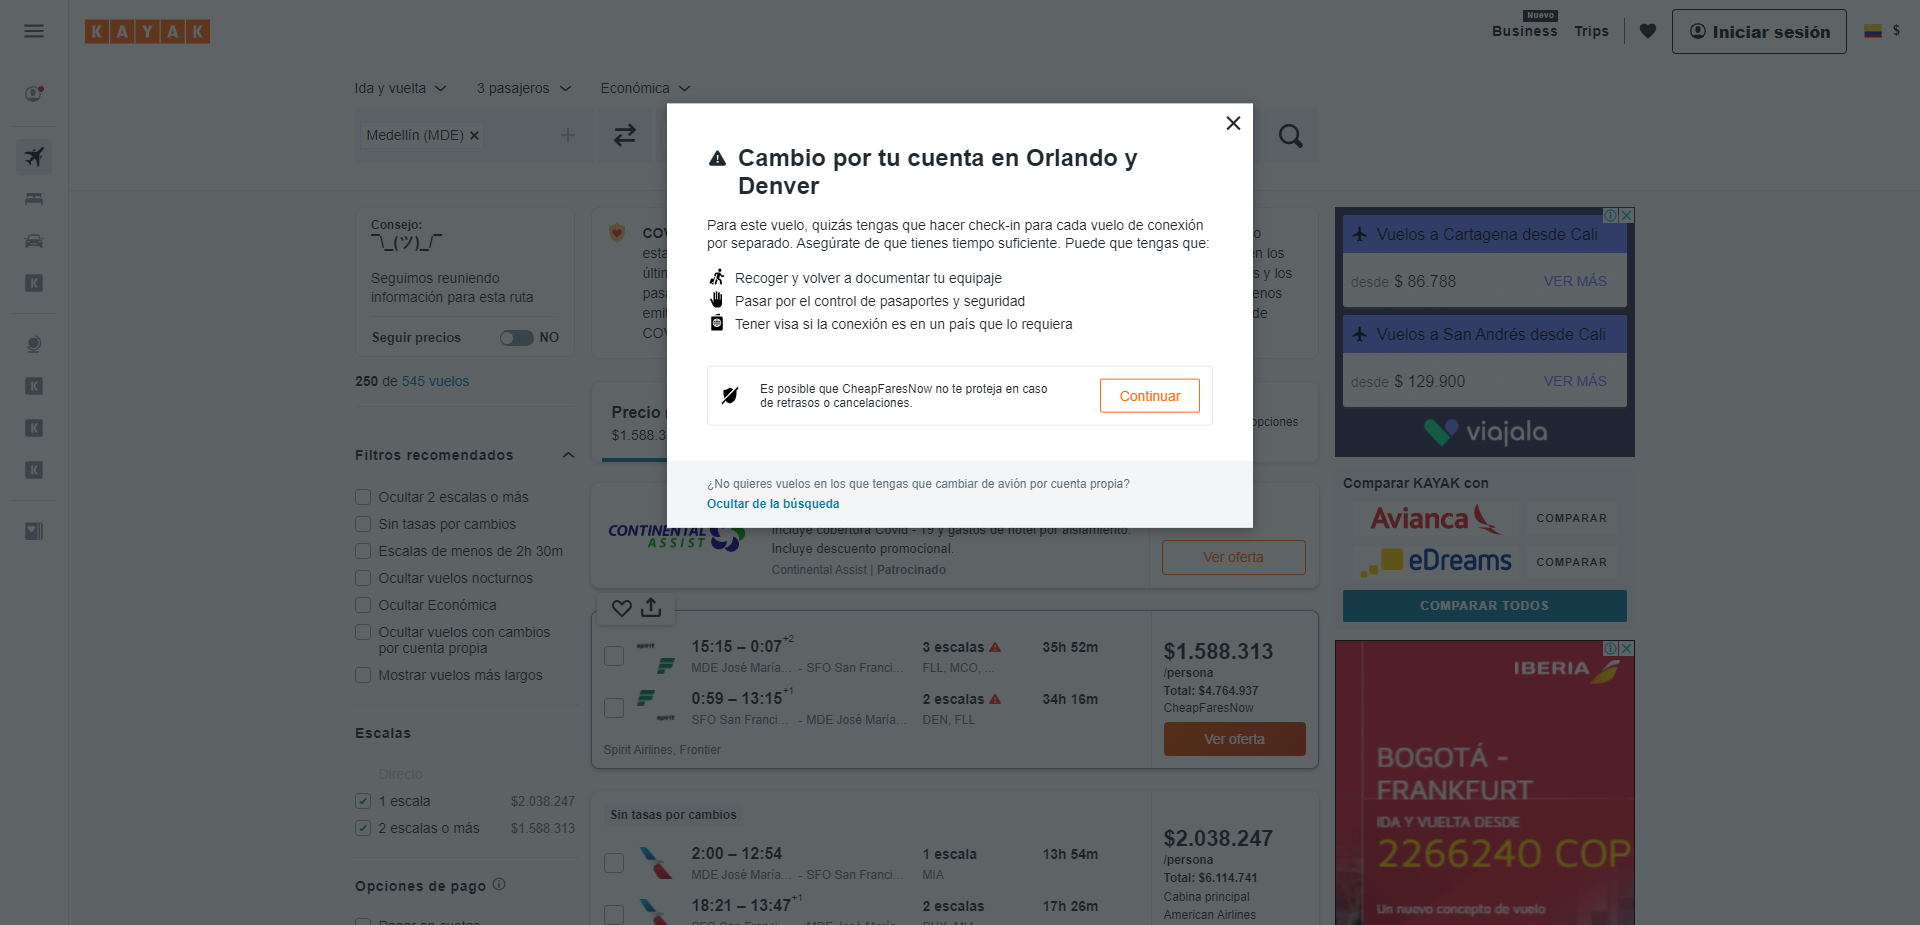 KAYAK
Nuevo
Business
Trips
Iniciar sesión
$
Ida y vuelta
3 pasajeros
Económica
Medellín (MDE)
Cambio por tu cuenta en Orlando y
Denver
Para este vuelo, quizás tengas que hacer check-in para cada vuelo de conexión
por separado. Asegúrate de que tienes tiempo suficiente. Puede que tengas que:
Recoger y volver a documentar tu equipaje
Pasar por el control de pasaportes y seguridad
Tener visa si la conexión es en un país que lo requiera
Es posible que CheapFaresNow no te proteja en caso
de retrasos o cancelaciones.
Continuar
¿No quieres vuelos en los que tengas que cambiar de avión por cuenta propia?
Ocultar de la búsqueda
Consejo:
¯\_(ツ)_/¯
Seguimos reuniendo
información para esta ruta
Seguir precios
NO
250 de 545 vuelos
Filtros recomendados
Ocultar 2 escalas o más
Sin tasas por cambios
Escalas de menos de 2h 30m
Ocultar vuelos nocturnos
Ocultar Económica
Ocultar vuelos con cambios
por cuenta propia
Mostrar vuelos más largos
Escalas
Directo
1 escala $2.038.247
2 escalas o más $1.588.313
Opciones de pago
Precio
$1.588.3
opciones
CONTINENTAL
ASSIST
Incluye cobertura Covid - 19 y gastos de hotel por aislamiento.
Incluye descuento promocional.
Continental Assist | Patrocinado
Ver oferta
spirit
15:15 – 0:07+2
MDE José María... - SFO San Franci...
3 escalas
FLL, MCO, ...
35h 52m
0:59 – 13:15+1
SFO San Franci... - MDE José María...
2 escalas
DEN, FLL
34h 16m
spirit
Spirit Airlines, Frontier
$1.588.313
/persona
Total: $4.764.937
CheapFaresNow
Ver oferta
Sin tasas por cambios
2:00 – 12:54
MDE José María... - SFO San Franci...
1 escala
MIA
13h 54m
18:21 – 13:47+1
2 escalas
17h 26m
$2.038.247
/persona
Total: $6.114.741
Cabina principal
American Airlines
Vuelos a Cartagena desde Cali
desde $ 86.788
VER MÁS
Vuelos a San Andrés desde Cali
desde $ 129.900
VER MÁS
viajala
Comparar KAYAK con
Avianca
COMPARAR
eDreams
COMPARAR
COMPARAR TODOS
IBERIA
BOGOTÁ -
FRANKFURT
IDA Y VUELTA DESDE
2266240 COP
Un nuevo concepto de vuelo